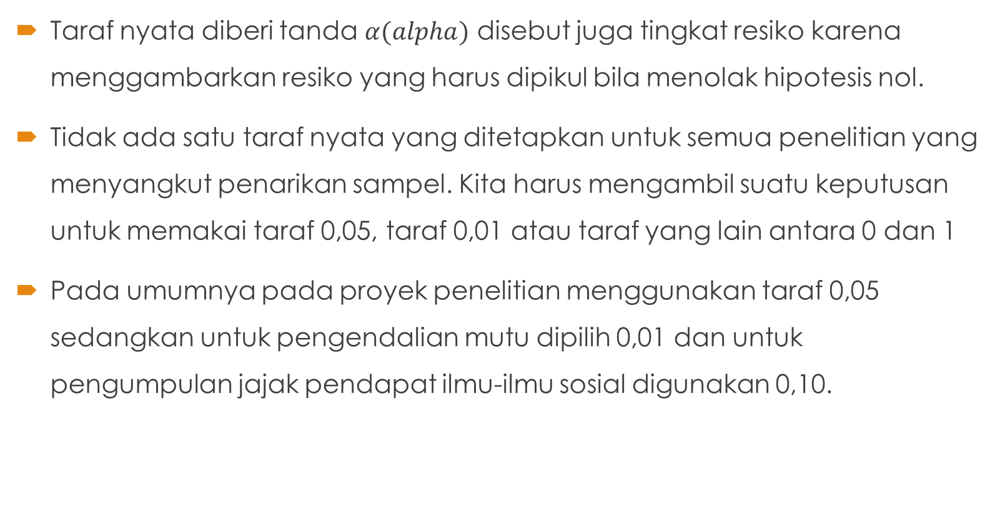 Taraf nyata diberi tanda α(alpha) disebut juga tingkat resiko karena
menggambarkan resiko yang harus dipikul bila menolak hipotesis nol.
Tidak ada satu taraf nyata yang ditetapkan untuk semua penelitian yang
menyangkut penarikan sampel. Kita harus mengambil suatu keputusan
untuk memakai taraf 0,05, taraf 0,01 atau taraf yang lain antara 0 dan 1
Pada umumnya pada proyek penelitian menggunakan taraf 0,05
sedangkan untuk pengendalian mutu dipilih 0,01 dan untuk
pengumpulan jajak pendapat ilmu-ilmu sosial digunakan 0,10.